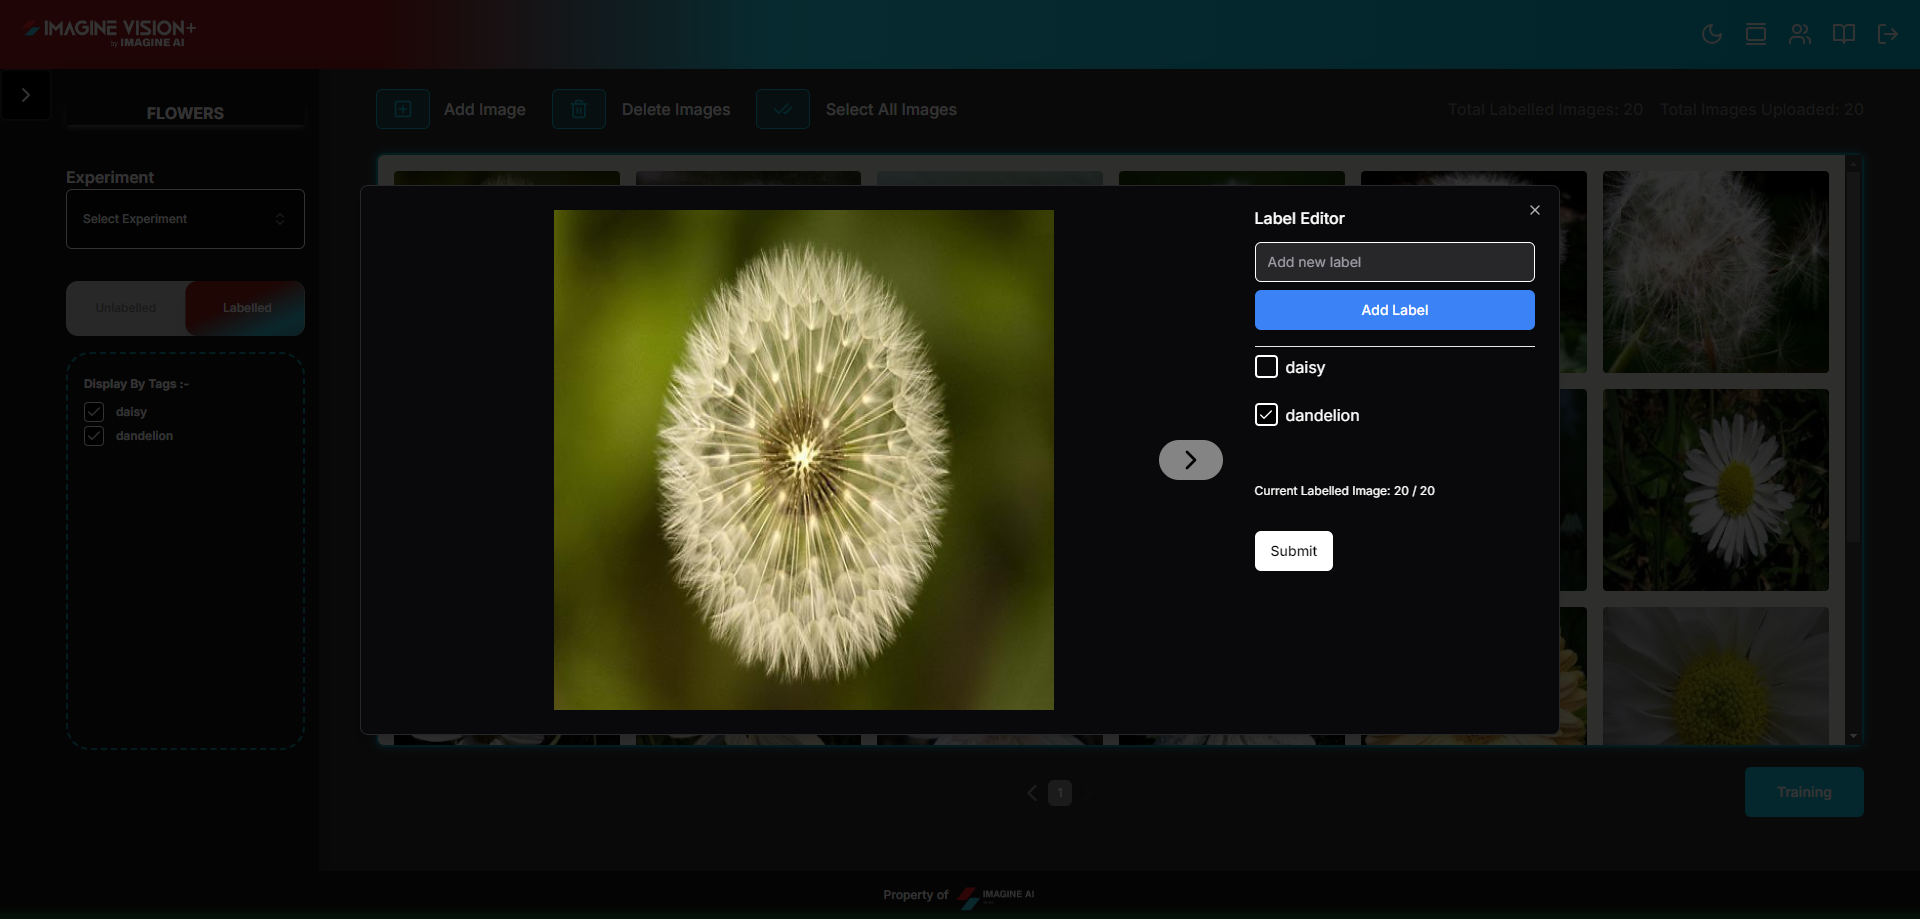 IMAGINE VISION+
by IMAGINE AI
FLOWERS
Experiment
Select Experiment
Unlabelled
Labelled
Display By Tags :-
daisy
dandelion
Add Image
Delete Images
Select All Images
Total Labelled Images: 20
Total Images Uploaded: 20
Label Editor
Add new label
Add Label
daisy
dandelion
Current Labelled Image: 20 / 20
Submit
1
Training
Property of
IMAGINE AI